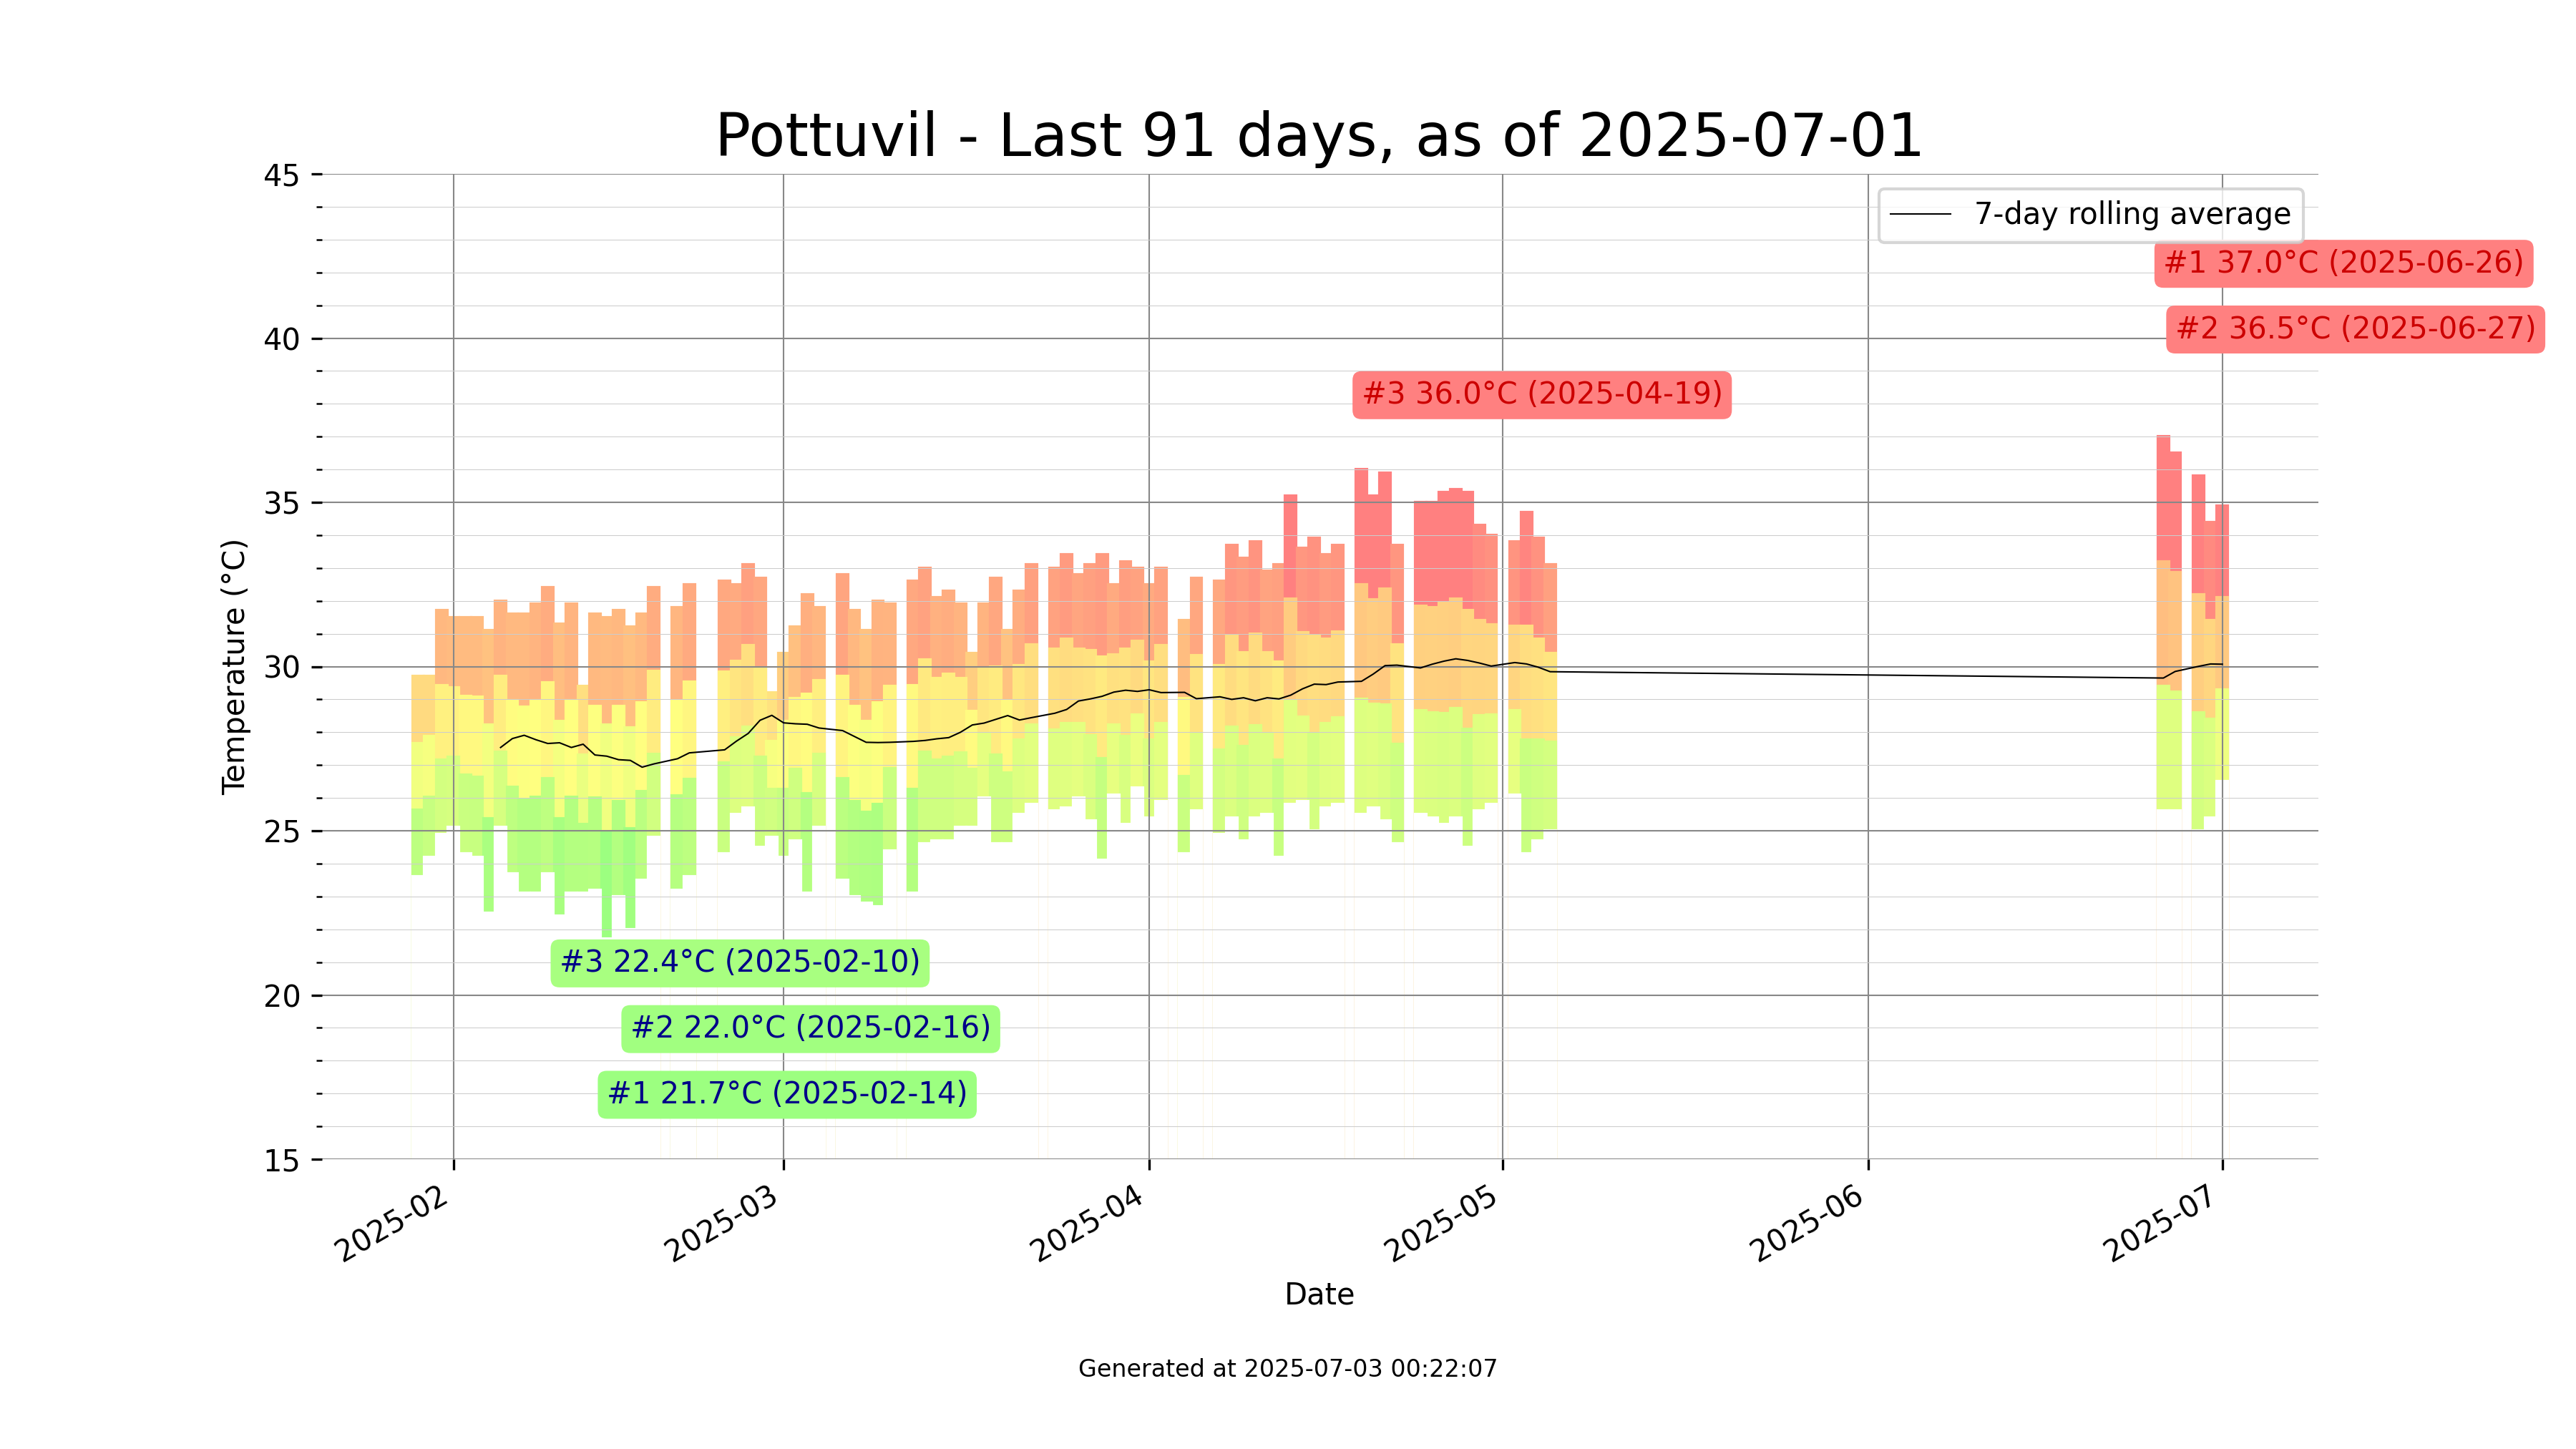 Pottuvil - Last 91 days, as of 2025-07-01
7-day rolling average
#1 37.0°C (2025-06-26)
#2 36.5°C (2025-06-27)
#3 36.0°C (2025-04-19)
45
40
35
30
25
20
15
Temperature (°C)
#3 22.4°C (2025-02-10)
#2 22.0°C (2025-02-16)
#1 21.7°C (2025-02-14)
2025-02
2025-03
2025-04
2025-05
2025-06
2025-07
Date
Generated at 2025-07-03 00:22:07